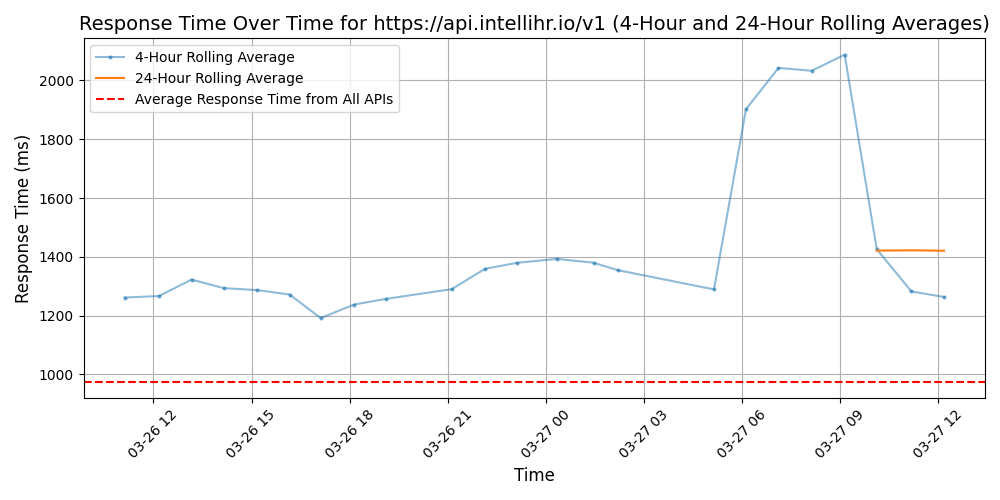 Response Time Over Time for https://api.intellihr.io/v1 (4-Hour and 24-Hour Rolling Averages)
4-Hour Rolling Average
24-Hour Rolling Average
Average Response Time from All APIs
Response Time (ms)
2000
1800
1600
1400
1200
1000
03-26 12
03-26 15
03-26 18
03-26 21
03-27 00
03-27 03
03-27 06
03-27 09
03-27 12
Time